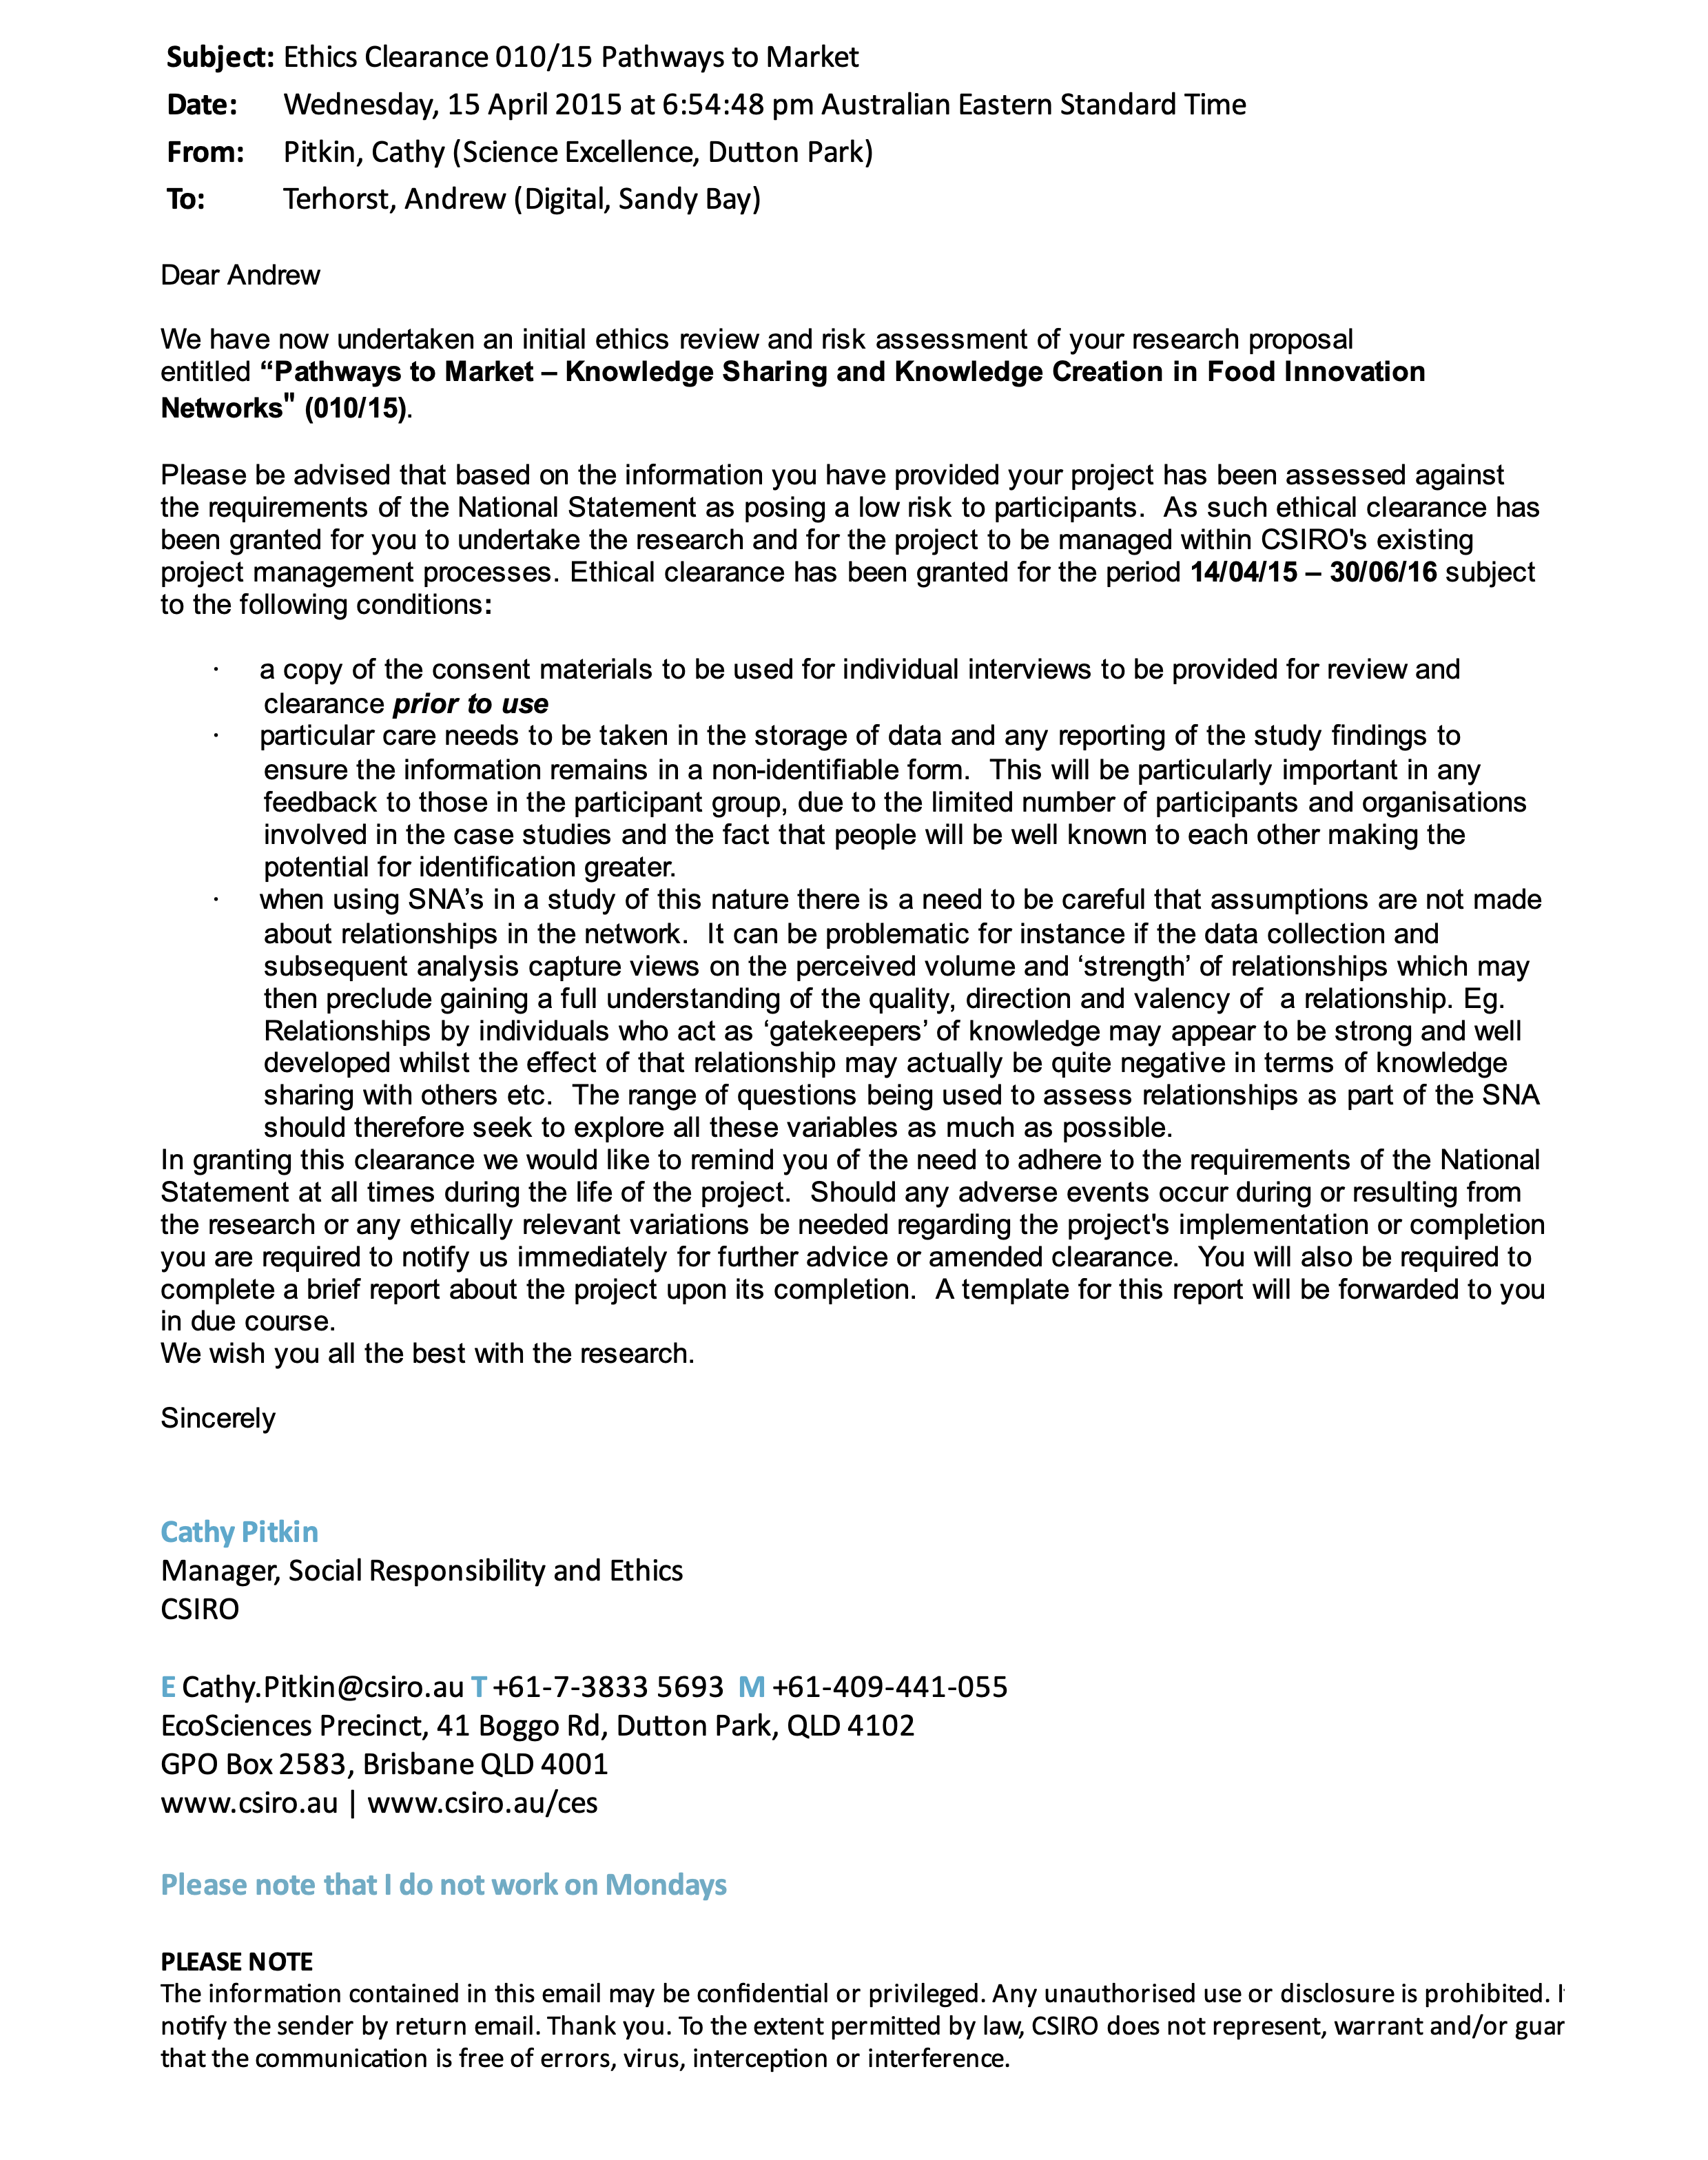 Subject: Ethics Clearance 010/15 Pathways to Market
Date: Wednesday, 15 April 2015 at 6:54:48 pm Australian Eastern Standard Time
From: Pitkin, Cathy (Science Excellence, Dutton Park)
To: Terhorst, Andrew (Digital, Sandy Bay)
Dear Andrew
We have now undertaken an initial ethics review and risk assessment of your research proposal
entitled “Pathways to Market – Knowledge Sharing and Knowledge Creation in Food Innovation
Networks" (010/15).
Please be advised that based on the information you have provided your project has been assessed against
the requirements of the National Statement as posing a low risk to participants.  As such ethical clearance has
been granted for you to undertake the research and for the project to be managed within CSIRO's existing
project management processes. Ethical clearance has been granted for the period 14/04/15 – 30/06/16 subject
to the following conditions:
· a copy of the consent materials to be used for individual interviews to be provided for review and
clearance prior to use
· particular care needs to be taken in the storage of data and any reporting of the study findings to
ensure the information remains in a non-identifiable form.  This will be particularly important in any
feedback to those in the participant group, due to the limited number of participants and organisations
involved in the case studies and the fact that people will be well known to each other making the
potential for identification greater.
· when using SNA’s in a study of this nature there is a need to be careful that assumptions are not made
about relationships in the network.  It can be problematic for instance if the data collection and
subsequent analysis capture views on the perceived volume and ‘strength’ of relationships which may
then preclude gaining a full understanding of the quality, direction and valency of  a relationship. Eg.
Relationships by individuals who act as ‘gatekeepers’ of knowledge may appear to be strong and well
developed whilst the effect of that relationship may actually be quite negative in terms of knowledge
sharing with others etc.  The range of questions being used to assess relationships as part of the SNA
should therefore seek to explore all these variables as much as possible.
In granting this clearance we would like to remind you of the need to adhere to the requirements of the National
Statement at all times during the life of the project.  Should any adverse events occur during or resulting from
the research or any ethically relevant variations be needed regarding the project's implementation or completion
you are required to notify us immediately for further advice or amended clearance.  You will also be required to
complete a brief report about the project upon its completion.  A template for this report will be forwarded to you
in due course.
We wish you all the best with the research.
Sincerely
Cathy Pitkin
Manager, Social Responsibility and Ethics
CSIRO
E Cathy.Pitkin@csiro.au T +61-7-3833 5693  M +61-409-441-055
EcoSciences Precinct, 41 Boggo Rd, Dutton Park, QLD 4102
GPO Box 2583, Brisbane QLD 4001
www.csiro.au | www.csiro.au/ces
Please note that I do not work on Mondays
PLEASE NOTE
The information contained in this email may be confidential or privileged. Any unauthorised use or disclosure is prohibited.
notify the sender by return email. Thank you. To the extent permitted by law, CSIRO does not represent, warrant and/or guar
that the communication is free of errors, virus, interception or interference.